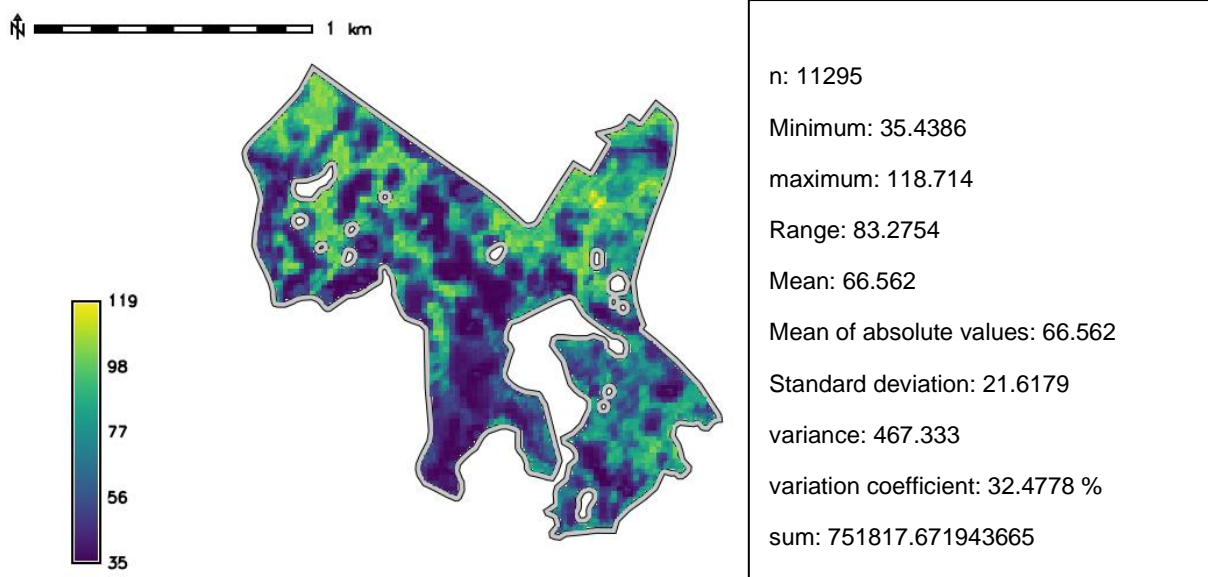 N 1 km
119
98
77
56
35
n: 11295
Minimum: 35.4386
maximum: 118.714
Range: 83.2754
Mean: 66.562
Mean of absolute values: 66.562
Standard deviation: 21.6179
variance: 467.333
variation coefficient: 32.4778 %
sum: 751817.671943665